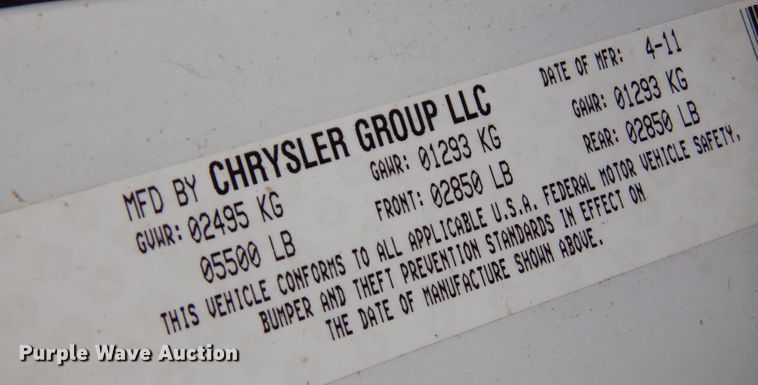 MFD BY CHRYSLER GROUP LLC DATE OF MFR: 4-11
GVWR: 02495 KG GAWR: 01293 KG GAWR: 01293 KG
05500 LB FRONT: 02850 LB REAR: 02850 LB
THIS VEHICLE CONFORMS TO ALL APPLICABLE U.S.A. FEDERAL MOTOR VEHICLE SAFETY,
BUMPER AND THEFT PREVENTION STANDARDS IN EFFECT ON
THE DATE OF MANUFACTURE SHOWN ABOVE.
Purple Wave Auction